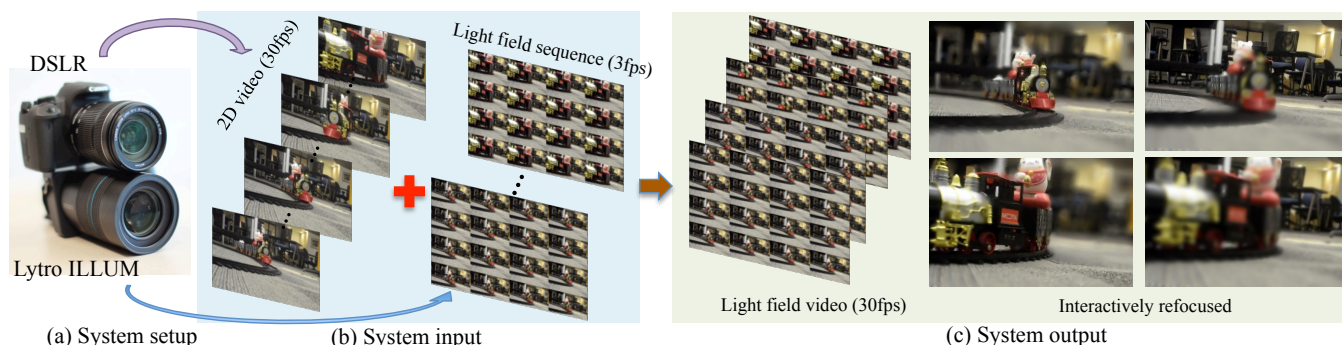 DSLR
Lytro ILLUM
(a) System setup
2D video (30fps)
Light field sequence (3fps)
(b) System input
Light field video (30fps)
Interactively refocused
(c) System output